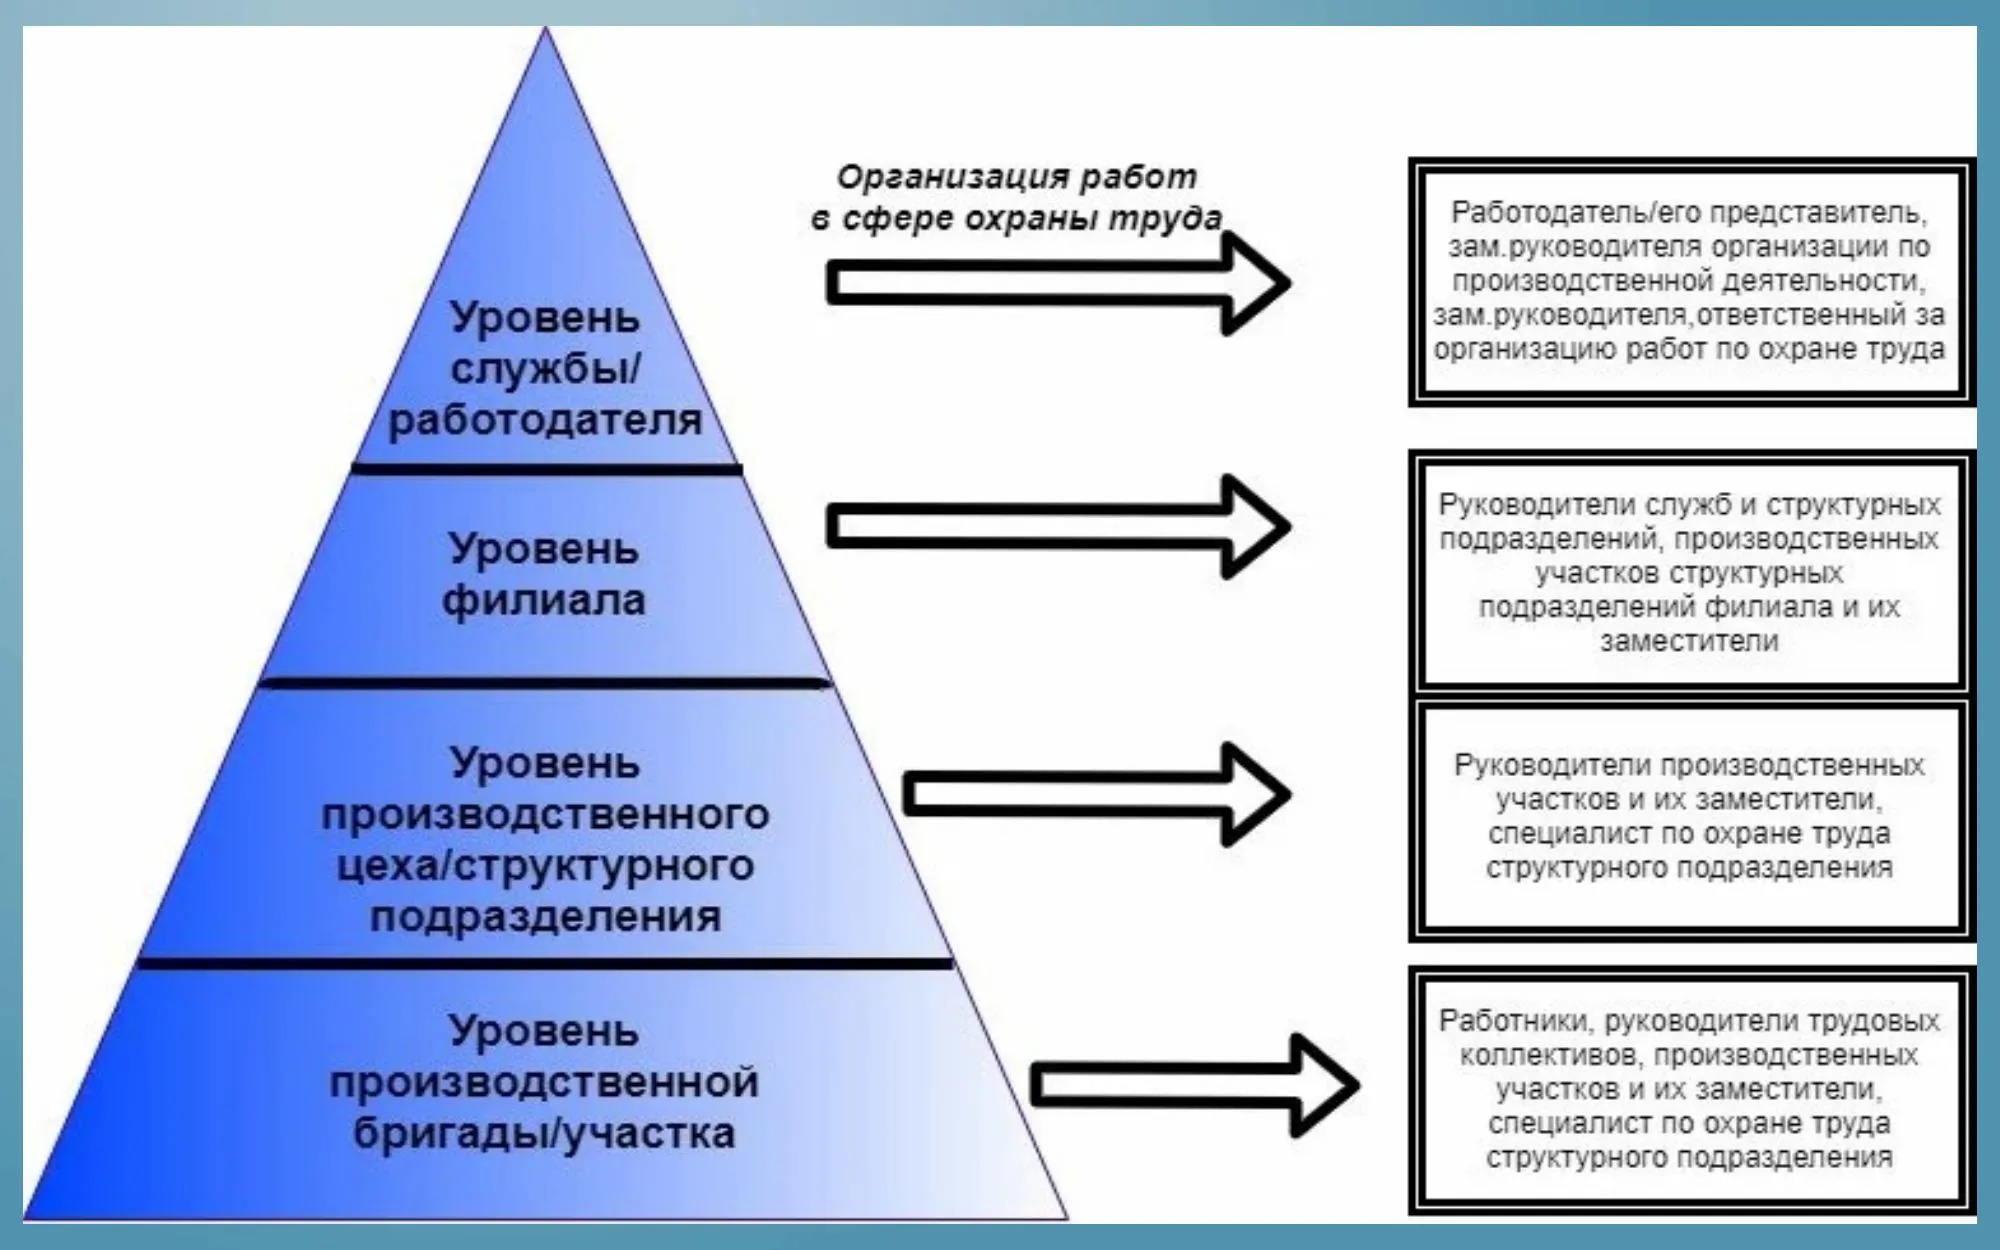 Организация работ
в сфере охраны труда
Уровень
службы/
работодателя
Работодатель/его представитель,
зам.руководителя организации по
производственной деятельности,
зам.руководителя,ответственный за
организацию работ по охране труда
Уровень
филиала
Руководители служб и структурных
подразделений, производственных
участков структурных
подразделений филиала и их
заместители
Уровень
производственного
цеха/структурного
подразделения
Руководители производственных
участков и их заместители,
специалист по охране труда
структурного подразделения
Уровень
производственной
бригады/участка
Работники, руководители трудовых
коллективов, производственных
участков и их заместители,
специалист по охране труда
структурного подразделения